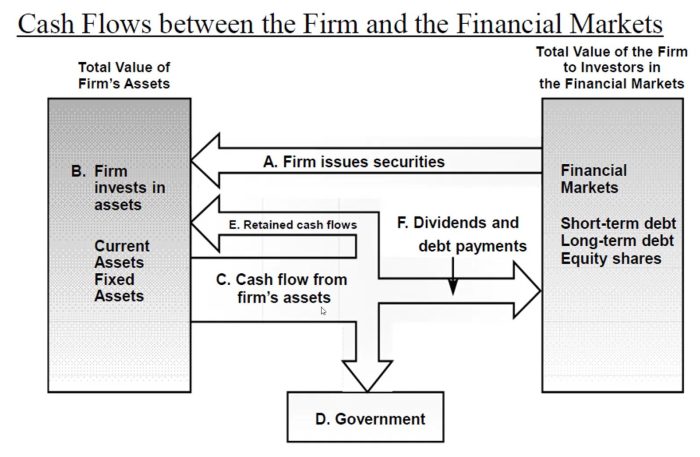 Cash Flows between the Firm and the Financial Markets
Total Value of
Firm's Assets
Total Value of the Firm
to Investors in
the Financial Markets
B. Firm
invests in
assets
Current
Assets
Fixed
Assets
A. Firm issues securities
E. Retained cash flows
F. Dividends and
debt payments
C. Cash flow from
firm's assets
Financial
Markets
Short-term debt
Long-term debt
Equity shares
D. Government